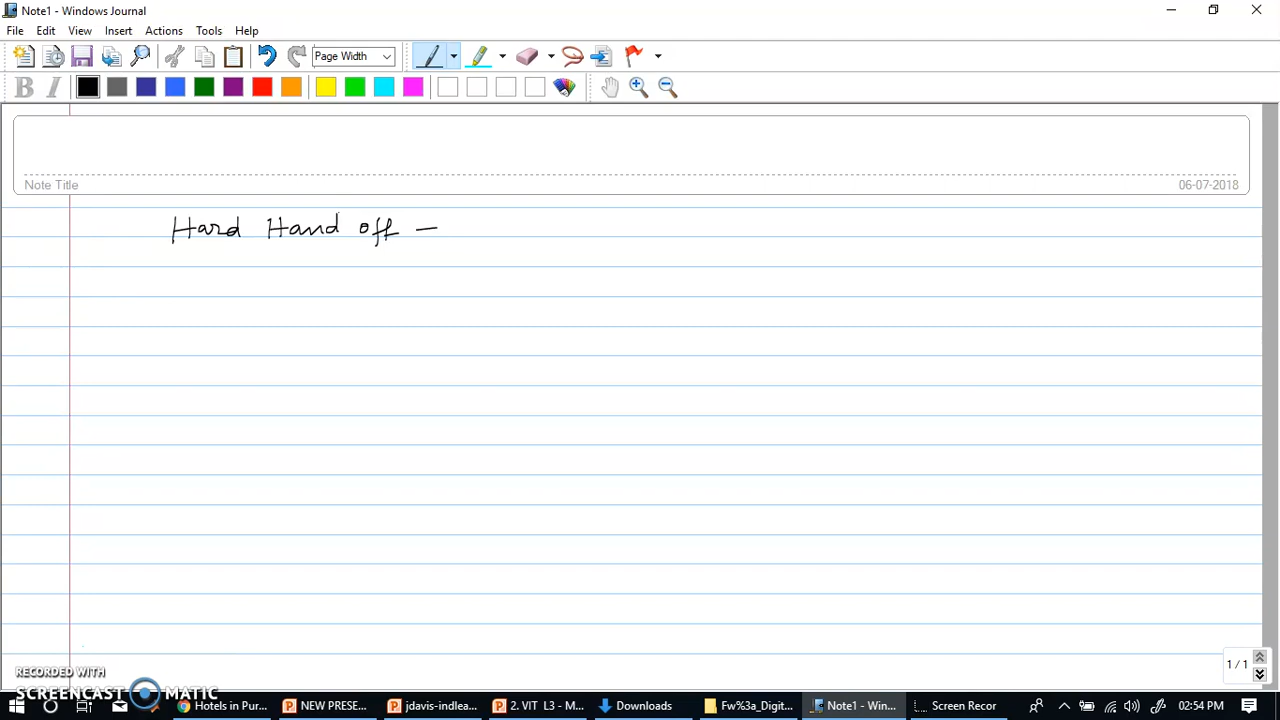 Note1 - Windows Journal
File Edit View Insert Actions Tools Help
Page Width
B I
Note Title 06-07-2018
Hard Hand off –
1 / 1
RECORDED WITH
SCREENCAST MATIC
Hotels in Pur... NEW PRESE... jdavis-indlea... 2. VIT L3 - M... Downloads Fw%3a_Digit... Note1 - Win... Screen Recor 02:54 PM